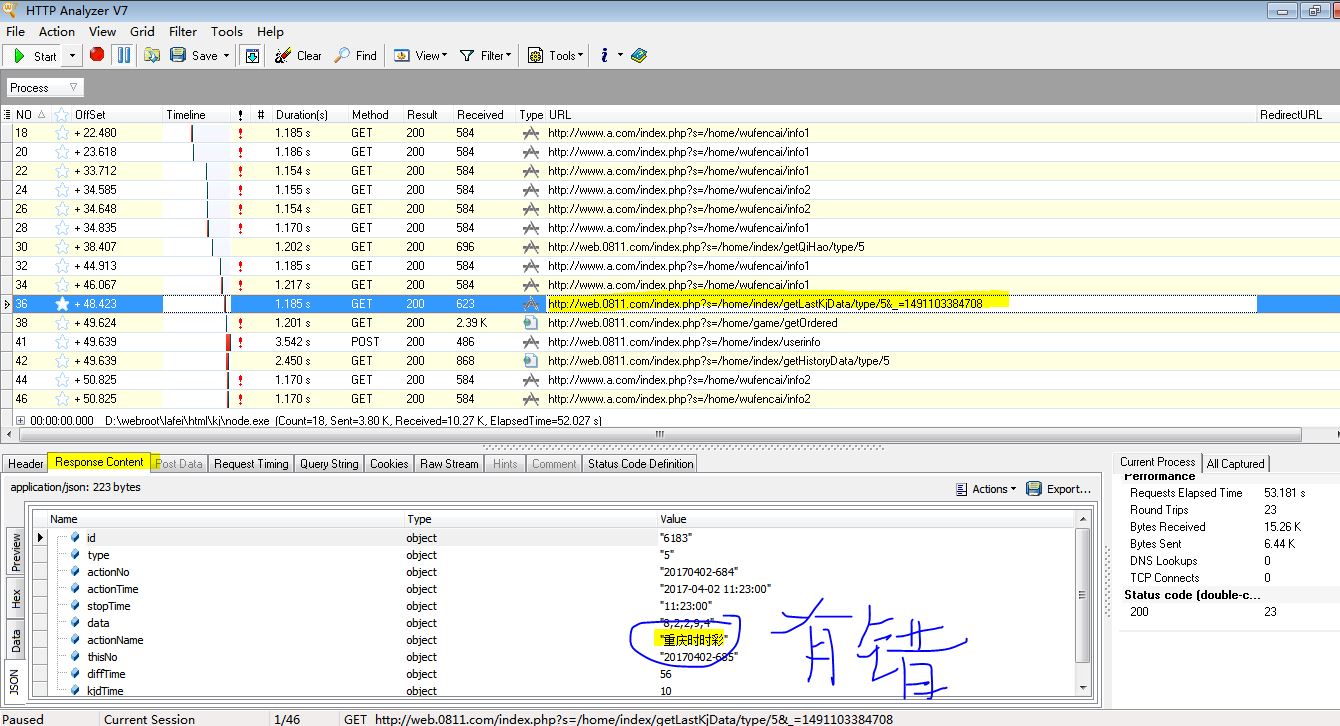 HTTP Analyzer V7
File Action View Grid Filter Tools Help
Start Save Clear Find View Filter Tools
Process
NO OffSet Timeline ! # Duration(s) Method Result Received Type URL RedirectURL
18 + 22.480 ! 1.185 s GET 200 584 http://www.a.com/index.php?s=/home/wufencai/info1
20 + 23.618 ! 1.186 s GET 200 584 http://www.a.com/index.php?s=/home/wufencai/info1
22 + 33.712 ! 1.154 s GET 200 584 http://www.a.com/index.php?s=/home/wufencai/info1
24 + 34.585 ! 1.155 s GET 200 584 http://www.a.com/index.php?s=/home/wufencai/info2
26 + 34.648 ! 1.154 s GET 200 584 http://www.a.com/index.php?s=/home/wufencai/info2
28 + 34.835 ! 1.170 s GET 200 584 http://www.a.com/index.php?s=/home/wufencai/info1
30 + 38.407 1.202 s GET 200 696 http://web.0811.com/index.php?s=/home/index/getQiHao/type/5
32 + 44.913 ! 1.185 s GET 200 584 http://www.a.com/index.php?s=/home/wufencai/info1
34 + 46.067 ! 1.217 s GET 200 584 http://www.a.com/index.php?s=/home/wufencai/info1
36 + 48.423 1.185 s GET 200 623 http://web.0811.com/index.php?s=/home/index/getLastKjData/type/5&_=1491103384708
38 + 49.624 ! 1.201 s GET 200 2.39 K http://web.0811.com/index.php?s=/home/game/getOrdered
41 + 49.639 ! 3.542 s POST 200 486 http://web.0811.com/index.php?s=/home/index/userinfo
42 + 49.639 2.450 s GET 200 868 http://web.0811.com/index.php?s=/home/index/getHistoryData/type/5
44 + 50.825 ! 1.170 s GET 200 584 http://www.a.com/index.php?s=/home/wufencai/info2
46 + 50.825 ! 1.170 s GET 200 584 http://www.a.com/index.php?s=/home/wufencai/info2
00:00:00.000 D:\webroot\lafei\html\kj\node.exe (Count=18, Sent=3.80 K, Received=10.27 K, ElapsedTime=52.027 s)
Header Response Content Post Data Request Timing Query String Cookies Raw Stream Hints Comment Status Code Definition
application/json: 223 bytes Actions Export...
Preview
Hex
Data
JSON
Name Type Value
id object "6183"
type object "5"
actionNo object "20170402-684"
actionTime object "2017-04-02 11:23:00"
stopTime object "11:23:00"
data object "8,2,2,9,4"
actionName object "重庆时时彩"
thisNo object "20170402-685"
diffTime object 56
kjdTime object 10
有错
Current Process All Captured
Performance
Requests Elapsed Time 53.181 s
Round Trips 23
Bytes Received 15.26 K
Bytes Sent 6.44 K
DNS Lookups 0
TCP Connects 0
Status code (double-c...
200 23
Paused Current Session 1/46 GET http://web.0811.com/index.php?s=/home/index/getLastKjData/type/5&_=1491103384708